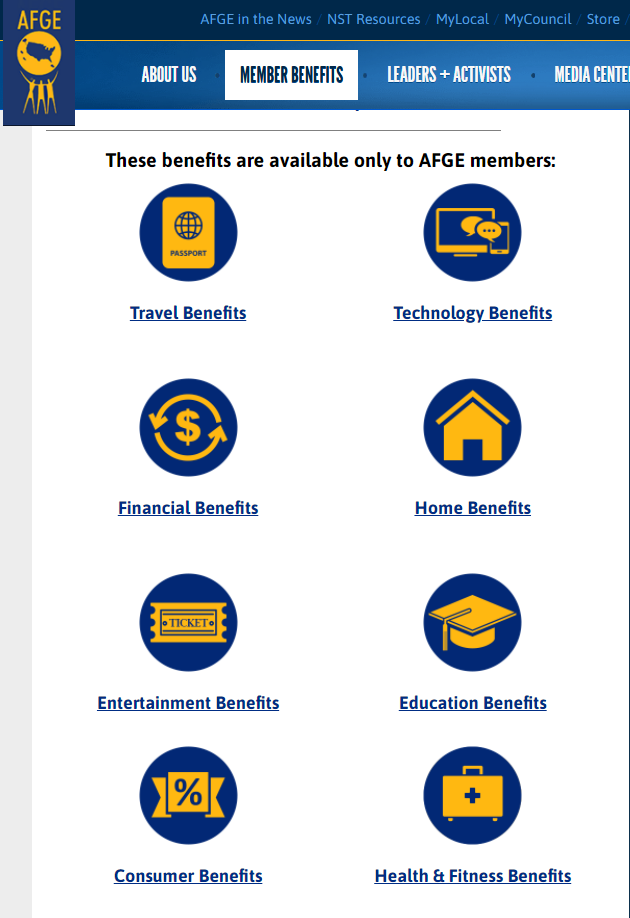 AFGE
AFGE in the News / NST Resources / MyLocal / MyCouncil / Store /
ABOUT US • MEMBER BENEFITS • LEADERS + ACTIVISTS • MEDIA CENTE
These benefits are available only to AFGE members:
PASSPORT
Travel Benefits
Technology Benefits
$
Financial Benefits
Home Benefits
TICKET
Entertainment Benefits
Education Benefits
%
Consumer Benefits
Health & Fitness Benefits